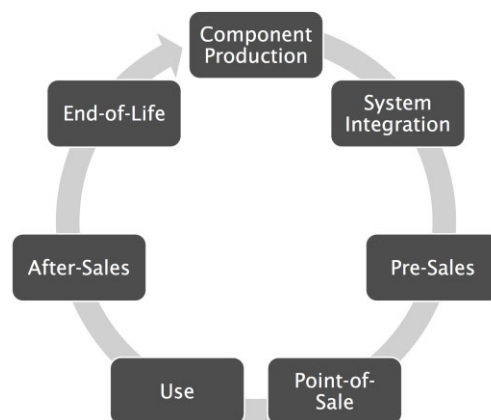 Component
Production
System
Integration
Pre-Sales
Point-of-
Sale
Use
After-Sales
End-of-Life